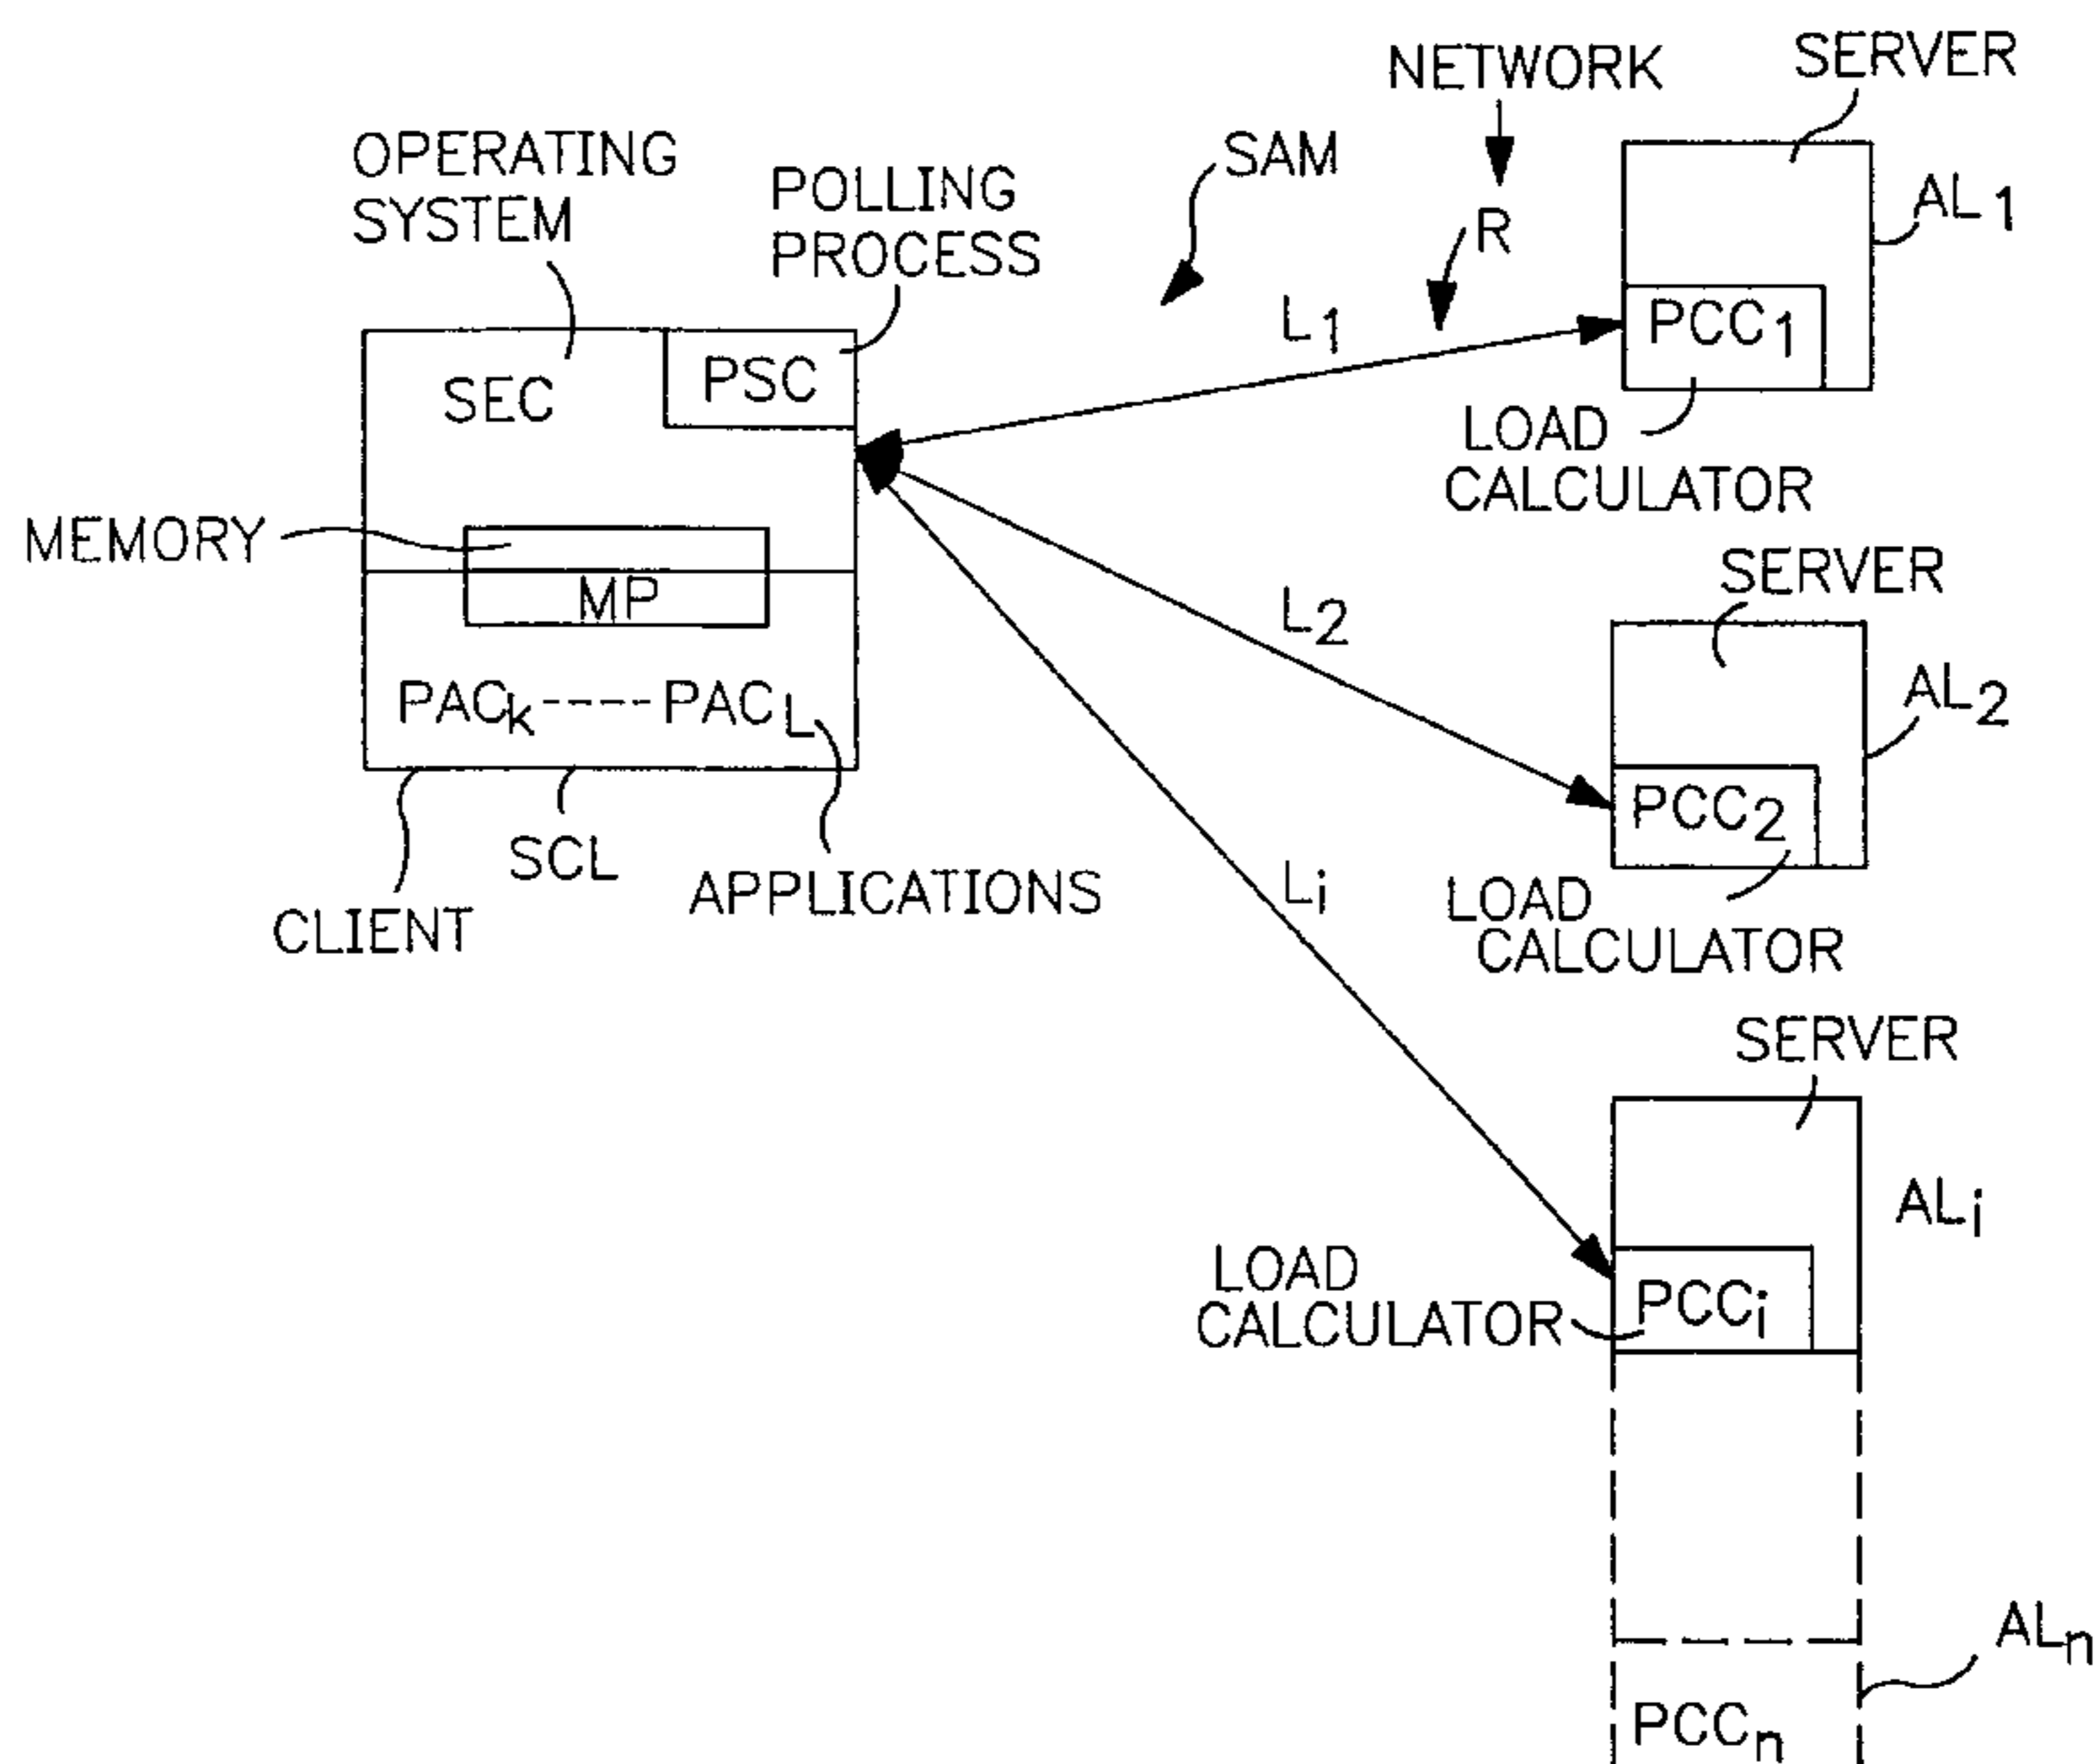 NETWORK
SERVER
OPERATING
SYSTEM
POLLING
PROCESS
SAM
R
AL1
L1
PCC1
PSC
SEC
LOAD
CALCULATOR
MEMORY
MP
SERVER
L2
AL2
PACk ----- PACL
PCC2
SCL
APPLICATIONS
CLIENT
Li
LOAD
CALCULATOR
SERVER
ALi
LOAD
CALCULATOR
PCCi
ALn
PCCn